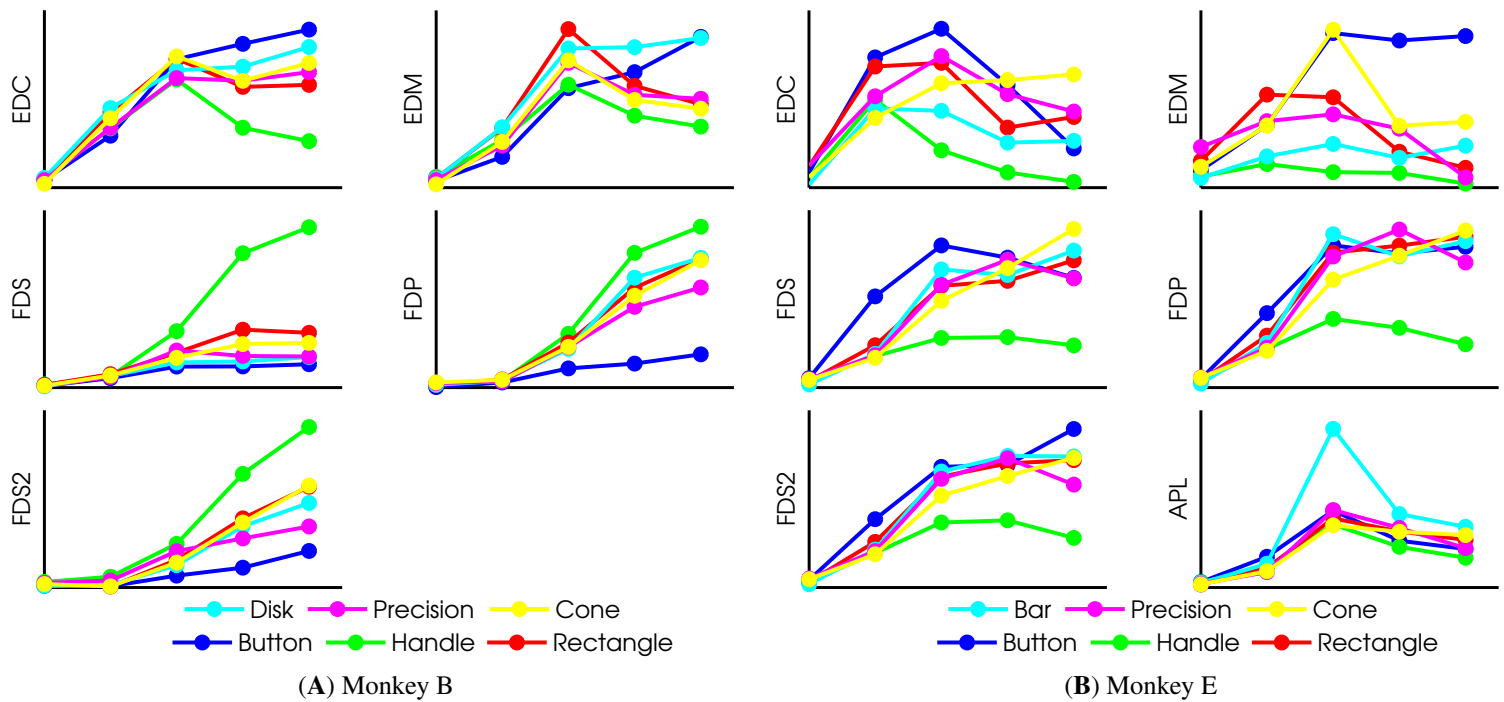 EDC
EDM
EDC
EDM
FDS
FDP
FDS
FDP
FDS2
FDS2
APL
Disk Precision Cone
Button Handle Rectangle
Bar Precision Cone
Button Handle Rectangle
(A) Monkey B
(B) Monkey E